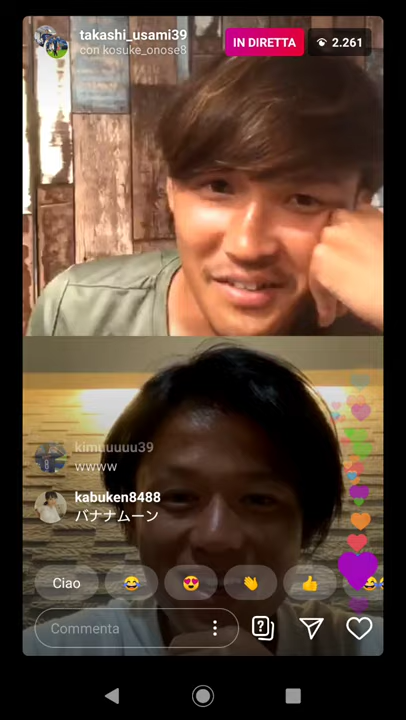 takashi_usami39
con kosuke_onose8
IN DIRETTA
2.261
kimuuuuu39
wwww
kabuken8488
バナナムーン
Ciao
Commenta